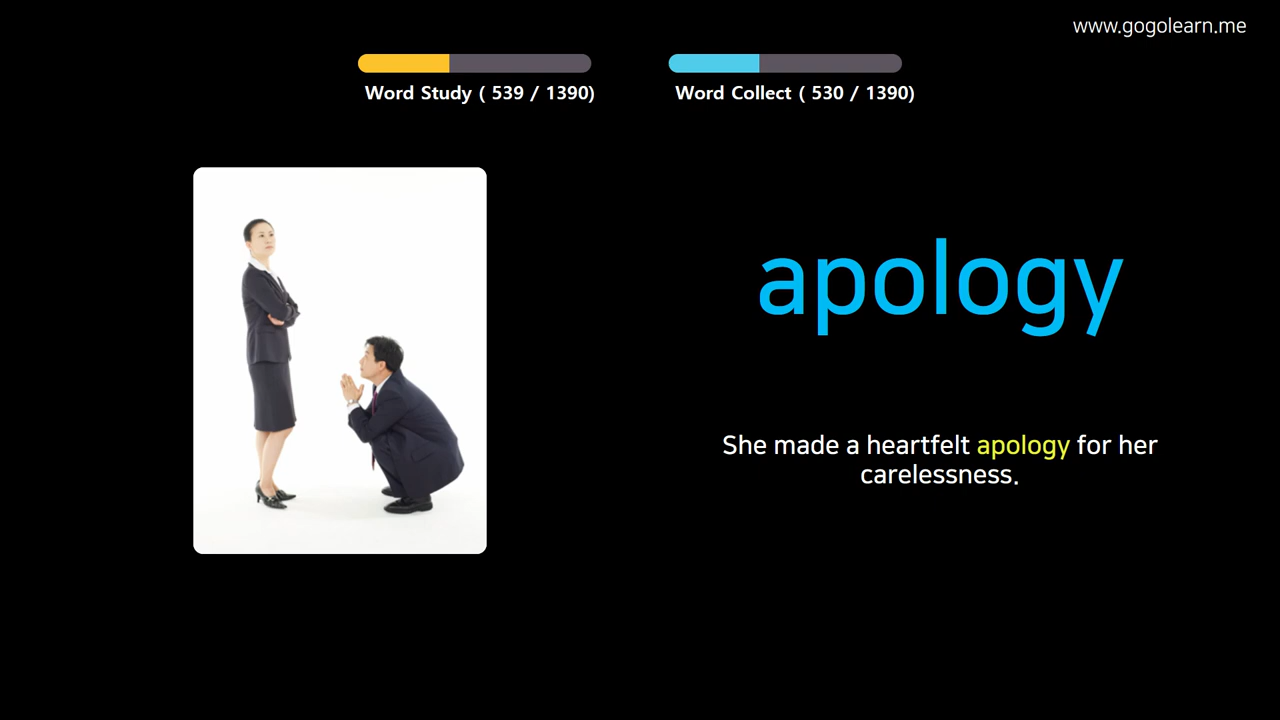 www.gogolearn.me
Word Study ( 539 / 1390)
Word Collect ( 530 / 1390)
apology
She made a heartfelt apology for her
carelessness.